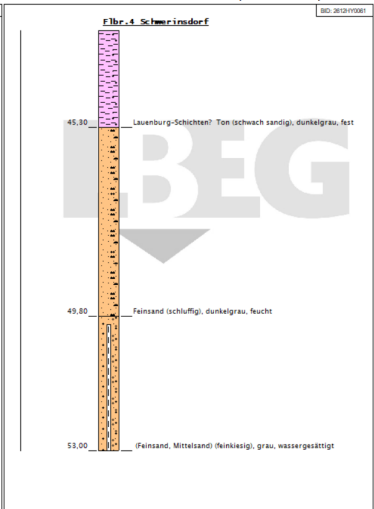 BID: 2612HY0061
Flbr.4 Schwerinsdorf
45,30 Lauenburg-Schichten? Ton (schwach sandig), dunkelgrau, fest
LBEG
49,80 Feinsand (schluffig), dunkelgrau, feucht
53,00 (Feinsand, Mittelsand) (feinkiesig), grau, wassergesättigt